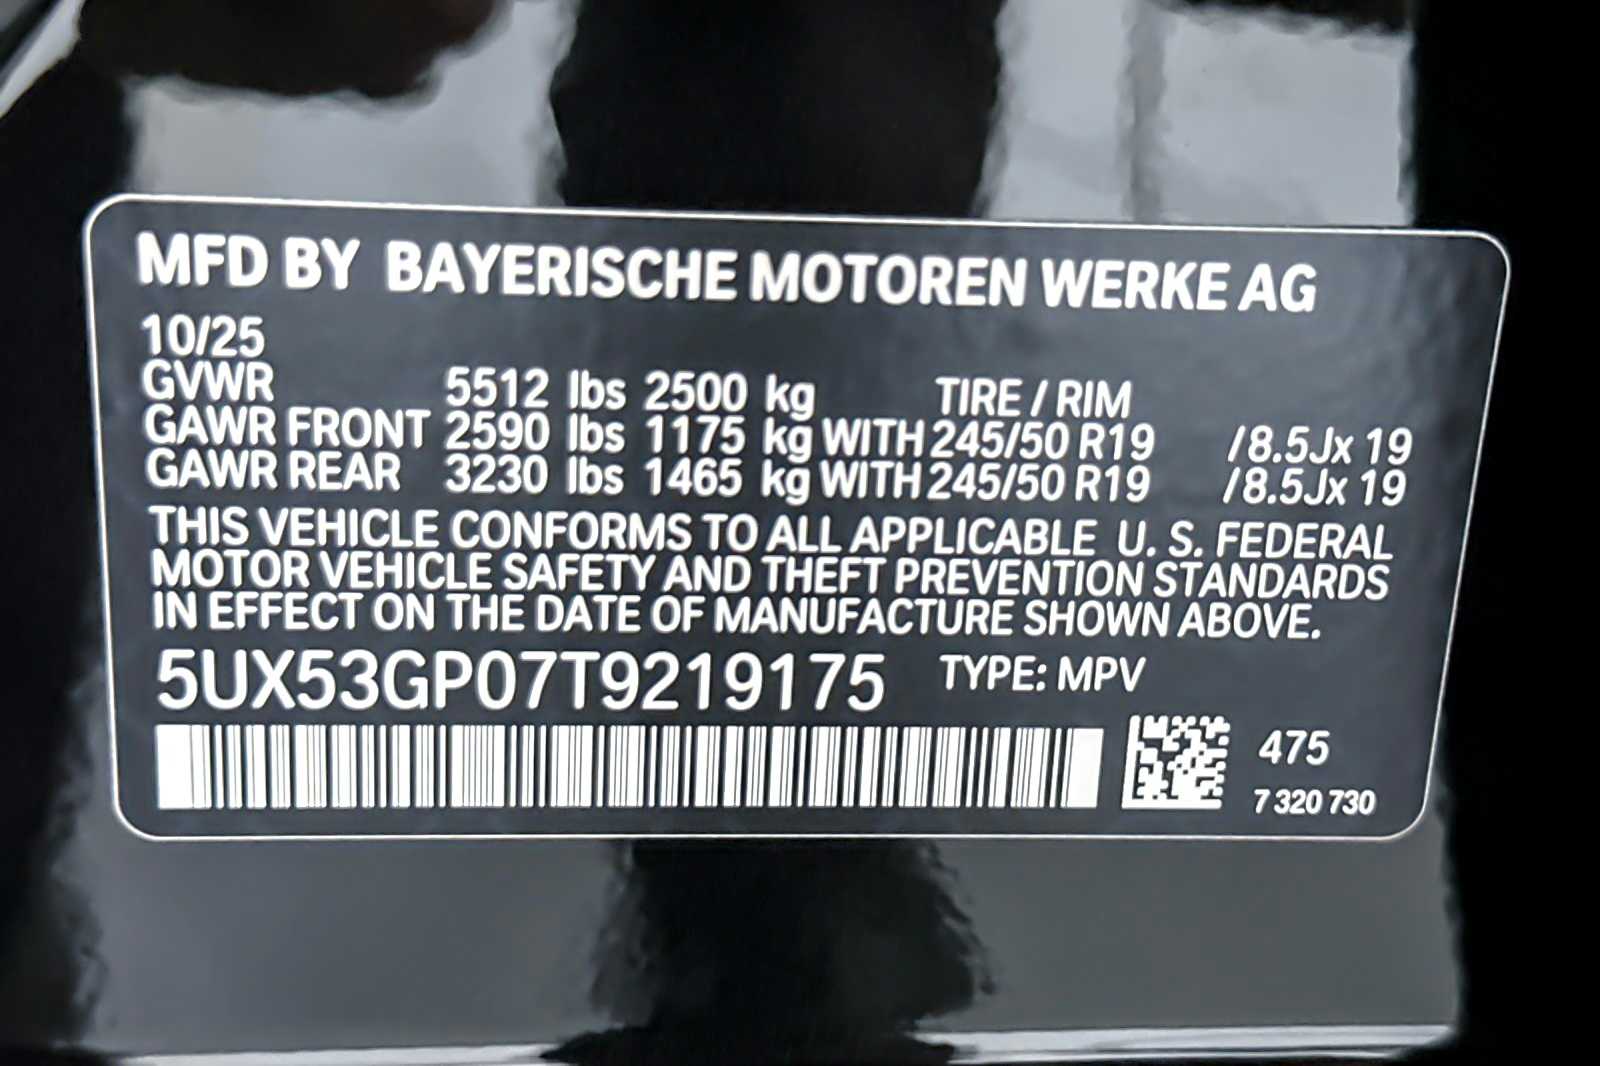 MFD BY BAYERISCHE MOTOREN WERKE AG
10/25
GVWR 5512 lbs 2500 kg TIRE / RIM
GAWR FRONT 2590 lbs 1175 kg WITH 245/50 R19 /8.5Jx 19
GAWR REAR 3230 lbs 1465 kg WITH 245/50 R19 /8.5Jx 19
THIS VEHICLE CONFORMS TO ALL APPLICABLE U. S. FEDERAL
MOTOR VEHICLE SAFETY AND THEFT PREVENTION STANDARDS
IN EFFECT ON THE DATE OF MANUFACTURE SHOWN ABOVE.
5UX53GP07T9219175 TYPE: MPV
475
7 320 730